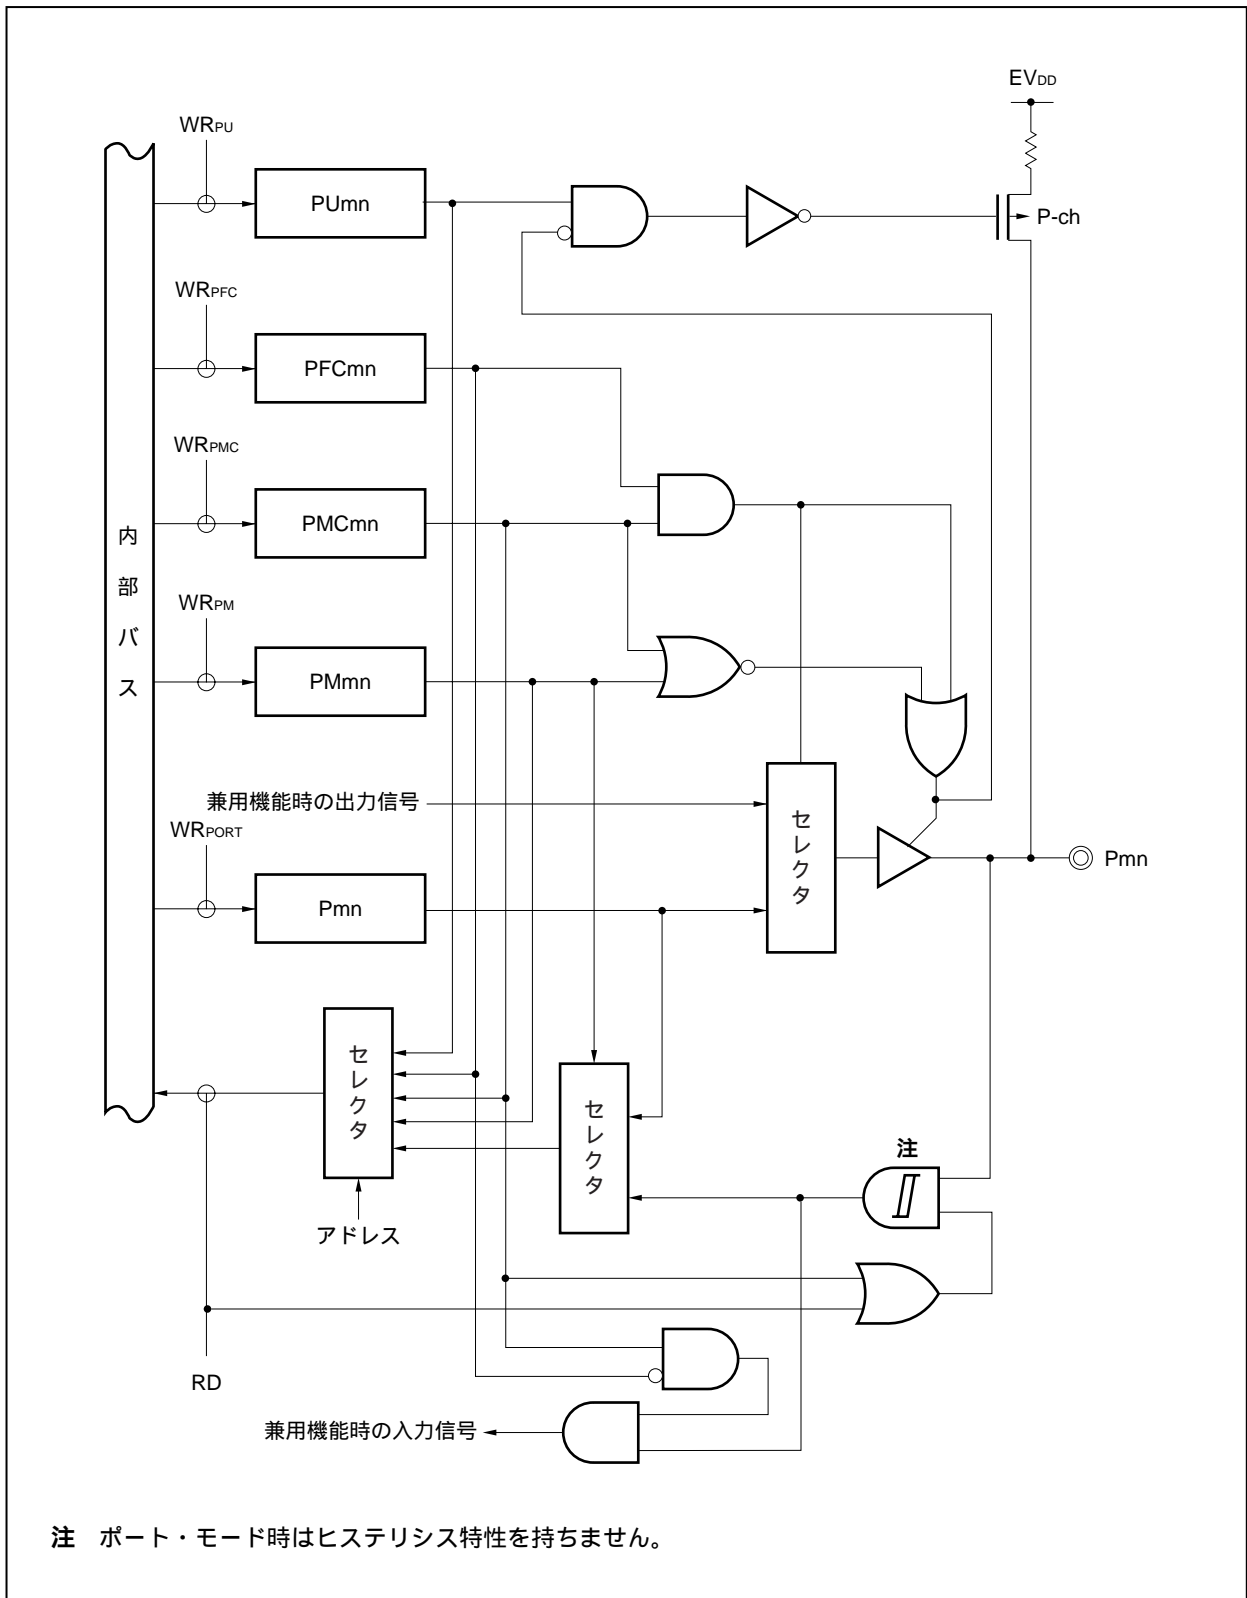 EVDD
WRPU
PUmn
P-ch
WRPFC
PFCmn
WRPMC
PMCmn
内部バス
WRPM
PMmn
兼用機能時の出力信号
セレクタ
WRPORT
Pmn
Pmn
セレクタ
セレクタ
注
アドレス
RD
兼用機能時の入力信号
注 ポート・モード時はヒステリシス特性を持ちません。